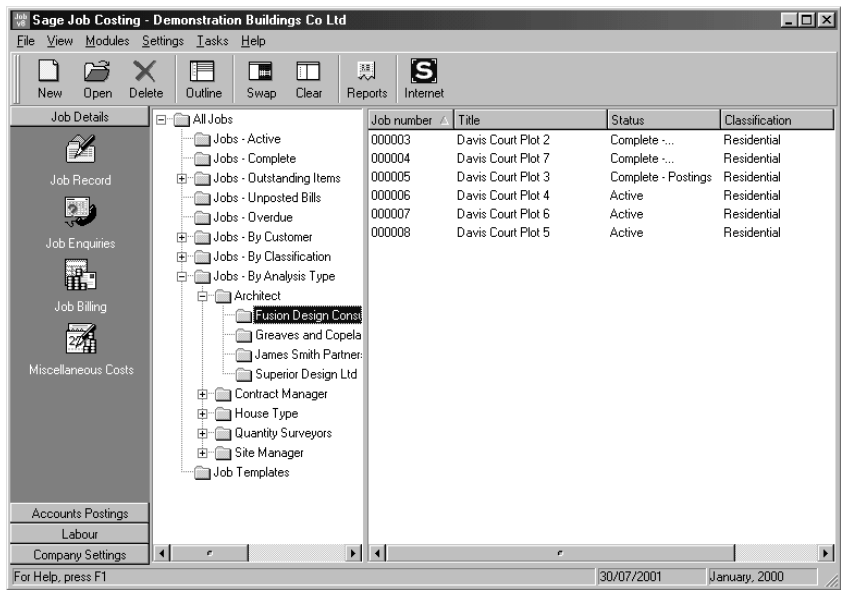 Job v8 Sage Job Costing - Demonstration Buildings Co Ltd
File View Modules Settings Tasks Help
New Open Delete Outline Swap Clear Reports Internet
Job Details
Job Record
Job Enquiries
Job Billing
Miscellaneous Costs
Accounts Postings
Labour
Company Settings
All Jobs
Jobs - Active
Jobs - Complete
Jobs - Outstanding Items
Jobs - Unposted Bills
Jobs - Overdue
Jobs - By Customer
Jobs - By Classification
Jobs - By Analysis Type
Architect
Fusion Design Consu
Greaves and Copela
James Smith Partner
Superior Design Ltd
Contract Manager
House Type
Quantity Surveyors
Site Manager
Job Templates
Job number Title Status Classification
000003 Davis Court Plot 2 Complete -... Residential
000004 Davis Court Plot 7 Complete -... Residential
000005 Davis Court Plot 3 Complete - Postings Residential
000006 Davis Court Plot 4 Active Residential
000007 Davis Court Plot 6 Active Residential
000008 Davis Court Plot 5 Active Residential
For Help, press F1 30/07/2001 January, 2000